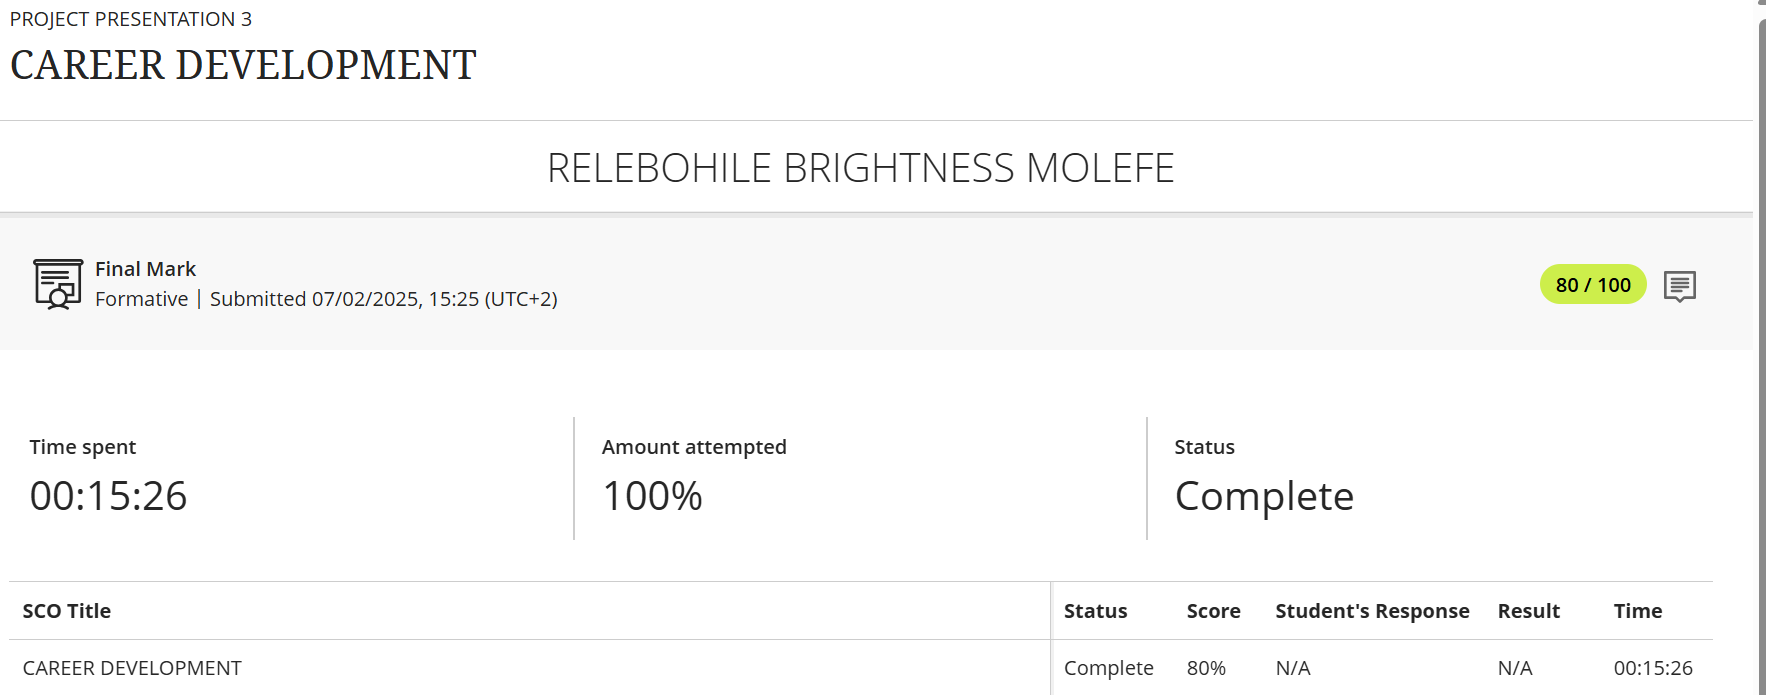 PROJECT PRESENTATION 3
CAREER DEVELOPMENT
RELEBOHILE BRIGHTNESS MOLEFE
Final Mark
Formative | Submitted 07/02/2025, 15:25 (UTC+2)
80 / 100
Time spent
00:15:26
Amount attempted
100%
Status
Complete
SCO Title Status Score Student's Response Result Time
CAREER DEVELOPMENT Complete 80% N/A N/A 00:15:26